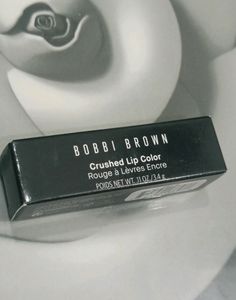 BOBBI BROWN
Crushed Lip Color
Rouge à Lèvres Encre
POIDS NET WT. .11 OZ/3.4 g